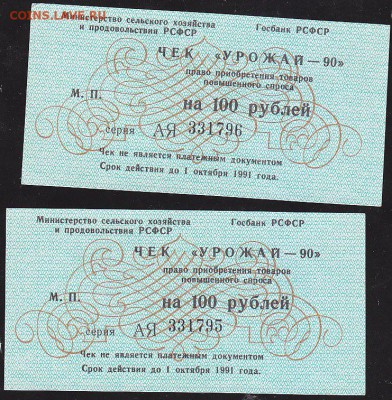 COINS.LAVE.RU
Министерство сельского хозяйства
и продовольствия РСФСР
Госбанк РСФСР
ЧЕК «УРОЖАЙ—90»
право приобретения товаров
повышенного спроса
М. П.
на 100 рублей
серия АЯ 331796
Чек не является платежным документом
Срок действия до 1 октября 1991 года.
Министерство сельского хозяйства
и продовольствия РСФСР
Госбанк РСФСР
ЧЕК «УРОЖАЙ—90»
право приобретения товаров
повышенного спроса
М. П.
на 100 рублей
серия АЯ 331795
Чек не является платежным документом
Срок действия до 1 октября 1991 года.